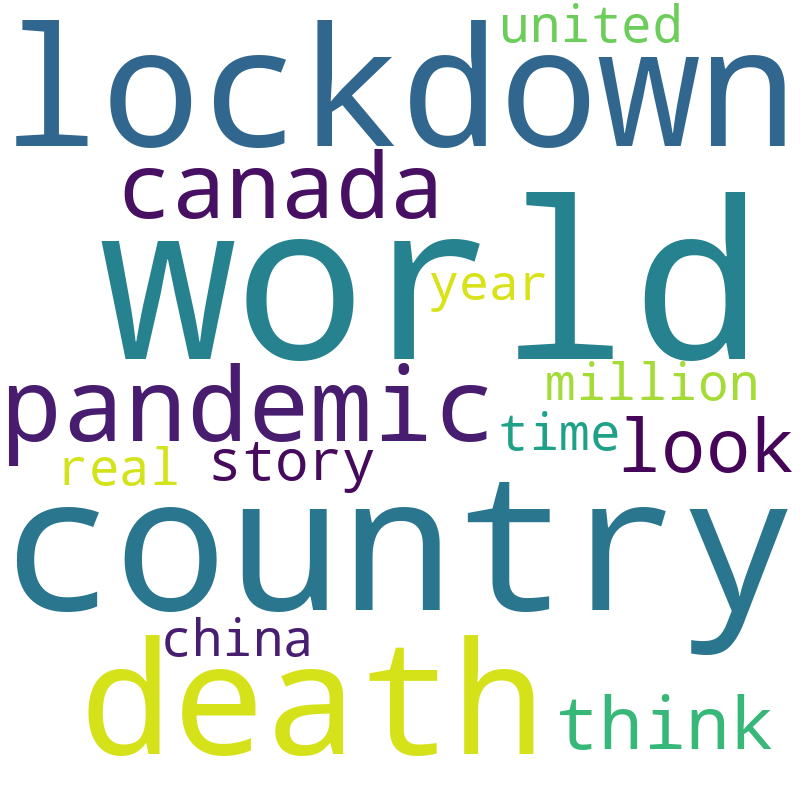 united
lockdown
canada
world
year
pandemic
million
time
look
real
story
country
china
death
think